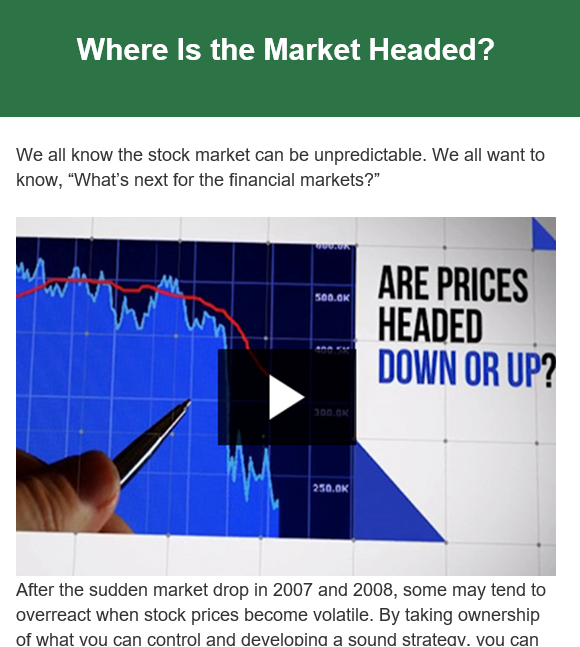 Where Is the Market Headed?
We all know the stock market can be unpredictable. We all want to
know, “What’s next for the financial markets?”
600.0K
500.0K
ARE PRICES
HEADED
DOWN OR UP?
300.0K
250.0K
After the sudden market drop in 2007 and 2008, some may tend to
overreact when stock prices become volatile. By taking ownership
of what you can control and developing a sound strategy, you can